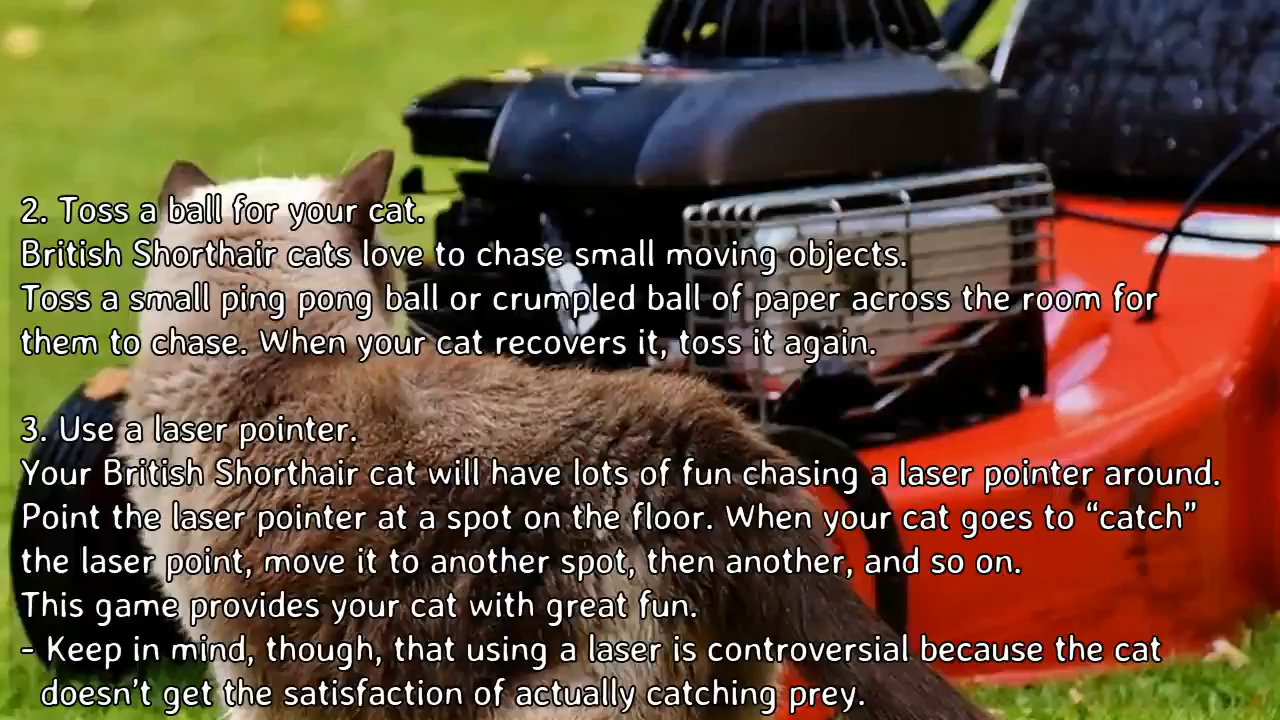 2. Toss a ball for your cat.
British Shorthair cats love to chase small moving objects.
Toss a small ping pong ball or crumpled ball of paper across the room for
them to chase. When your cat recovers it, toss it again.
3. Use a laser pointer.
Your British Shorthair cat will have lots of fun chasing a laser pointer around.
Point the laser pointer at a spot on the floor. When your cat goes to “catch”
the laser point, move it to another spot, then another, and so on.
This game provides your cat with great fun.
- Keep in mind, though, that using a laser is controversial because the cat
doesn’t get the satisfaction of actually catching prey.